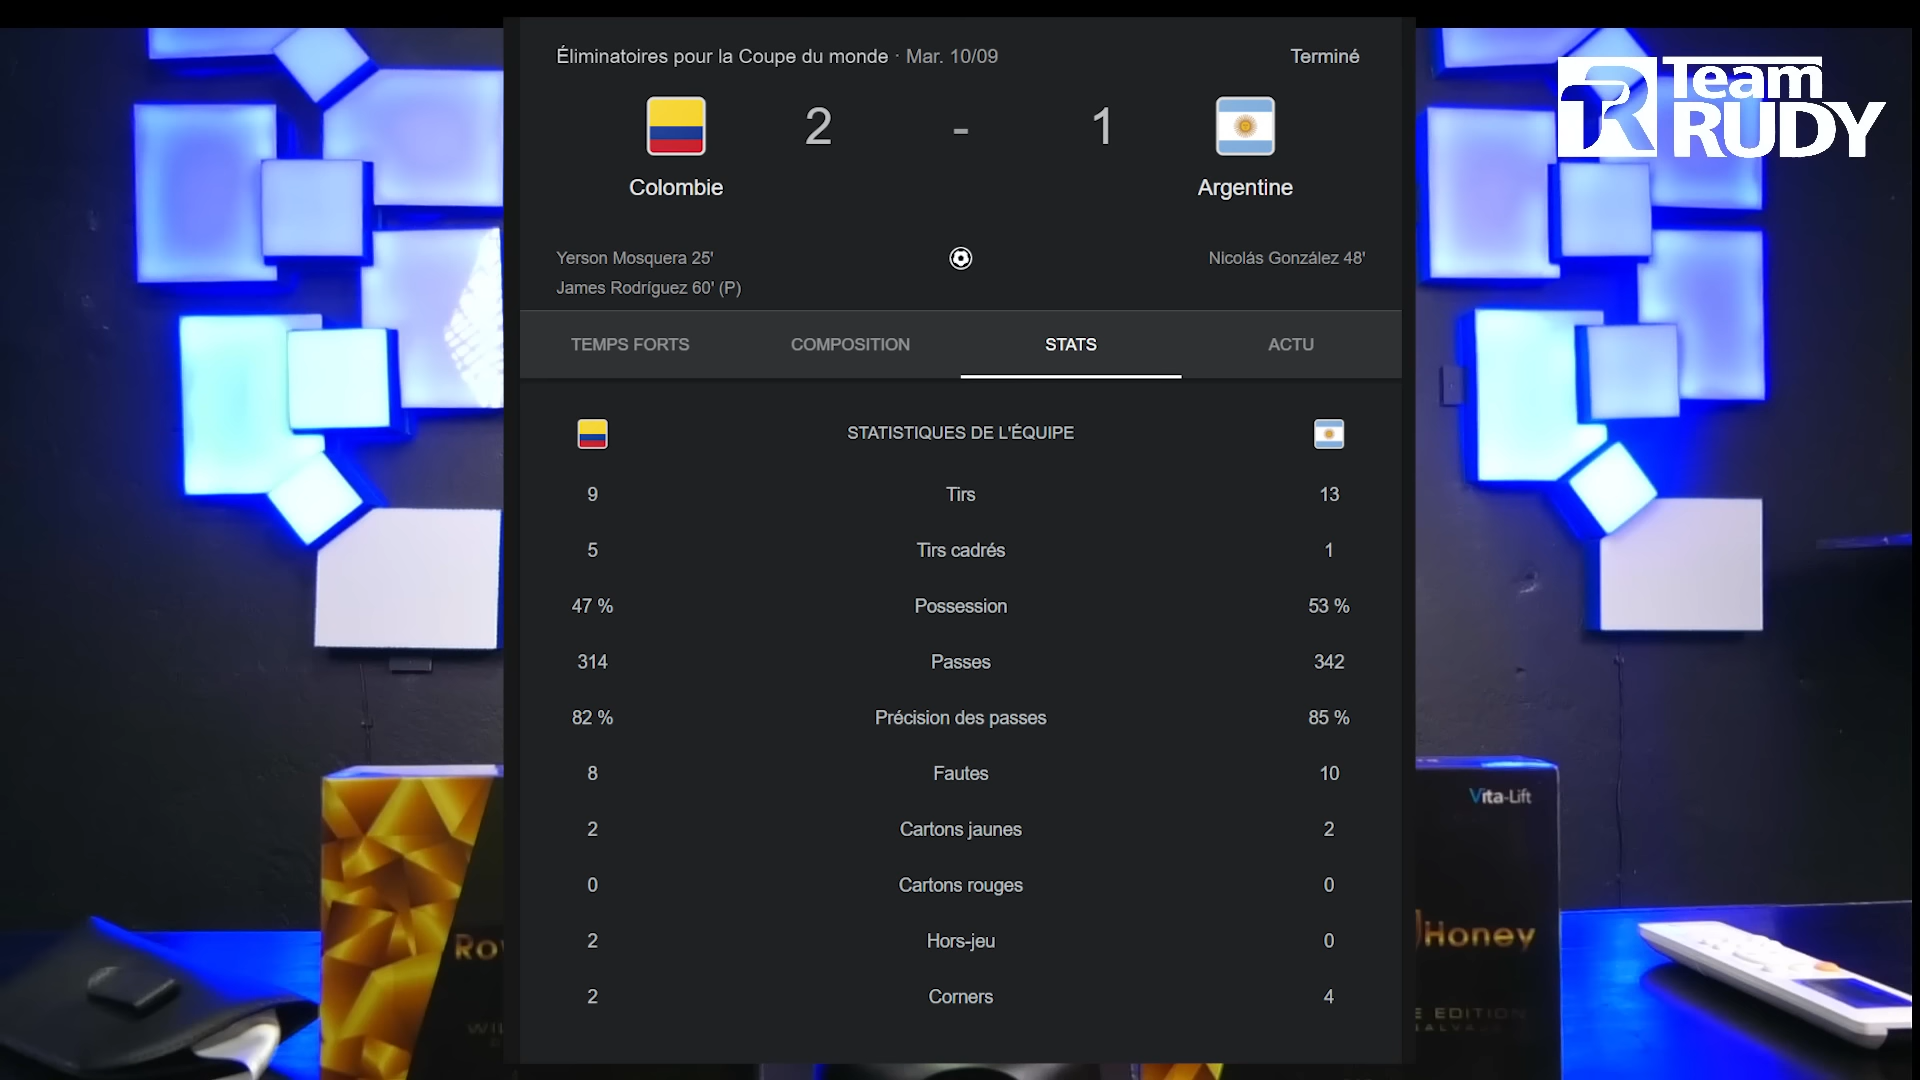 Éliminatoires pour la Coupe du monde · Mar. 10/09 Terminé
2 - 1
Colombie Argentine
Yerson Mosquera 25' Nicolás González 48'
James Rodríguez 60' (P)
TEMPS FORTS COMPOSITION STATS ACTU
STATISTIQUES DE L'ÉQUIPE
9 Tirs 13
5 Tirs cadrés 1
47 % Possession 53 %
314 Passes 342
82 % Précision des passes 85 %
8 Fautes 10
2 Cartons jaunes 2
0 Cartons rouges 0
2 Hors-jeu 0
2 Corners 4
Team
RUDY
Vita-Lift
Honey
EDITION